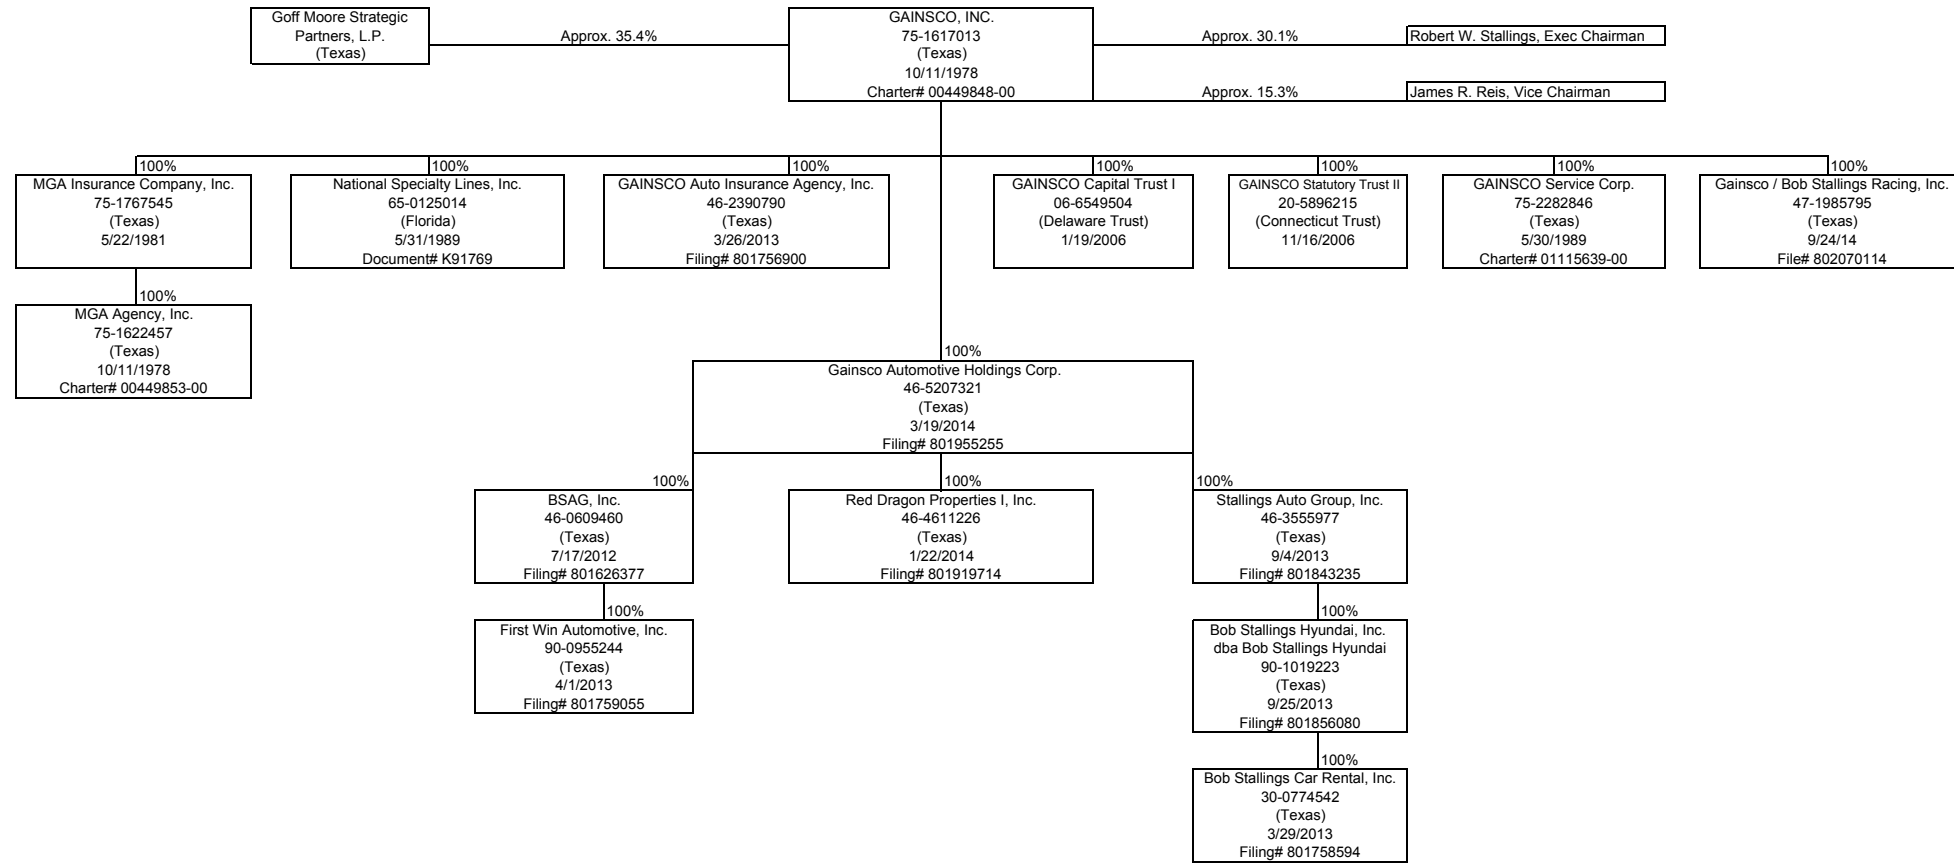 Goff Moore Strategic
Partners, L.P.
(Texas)
Approx. 35.4%
GAINSCO, INC.
75-1617013
(Texas)
10/11/1978
Charter# 00449848-00
Approx. 30.1%
Robert W. Stallings, Exec Chairman
Approx. 15.3%
James R. Reis, Vice Chairman
100%
MGA Insurance Company, Inc.
75-1767545
(Texas)
5/22/1981
100%
National Specialty Lines, Inc.
65-0125014
(Florida)
5/31/1989
Document# K91769
100%
GAINSCO Auto Insurance Agency, Inc.
46-2390790
(Texas)
3/26/2013
Filing# 801756900
100%
GAINSCO Capital Trust I
06-6549504
(Delaware Trust)
1/19/2006
100%
GAINSCO Statutory Trust II
20-5896215
(Connecticut Trust)
11/16/2006
100%
GAINSCO Service Corp.
75-2282846
(Texas)
5/30/1989
Charter# 01115639-00
100%
Gainsco / Bob Stallings Racing, Inc.
47-1985795
(Texas)
9/24/14
File# 802070114
100%
MGA Agency, Inc.
75-1622457
(Texas)
10/11/1978
Charter# 00449853-00
100%
Gainsco Automotive Holdings Corp.
46-5207321
(Texas)
3/19/2014
Filing# 801955255
100%
BSAG, Inc.
46-0609460
(Texas)
7/17/2012
Filing# 801626377
100%
Red Dragon Properties I, Inc.
46-4611226
(Texas)
1/22/2014
Filing# 801919714
100%
Stallings Auto Group, Inc.
46-3555977
(Texas)
9/4/2013
Filing# 801843235
100%
First Win Automotive, Inc.
90-0955244
(Texas)
4/1/2013
Filing# 801759055
100%
Bob Stallings Hyundai, Inc.
dba Bob Stallings Hyundai
90-1019223
(Texas)
9/25/2013
Filing# 801856080
100%
Bob Stallings Car Rental, Inc.
30-0774542
(Texas)
3/29/2013
Filing# 801758594